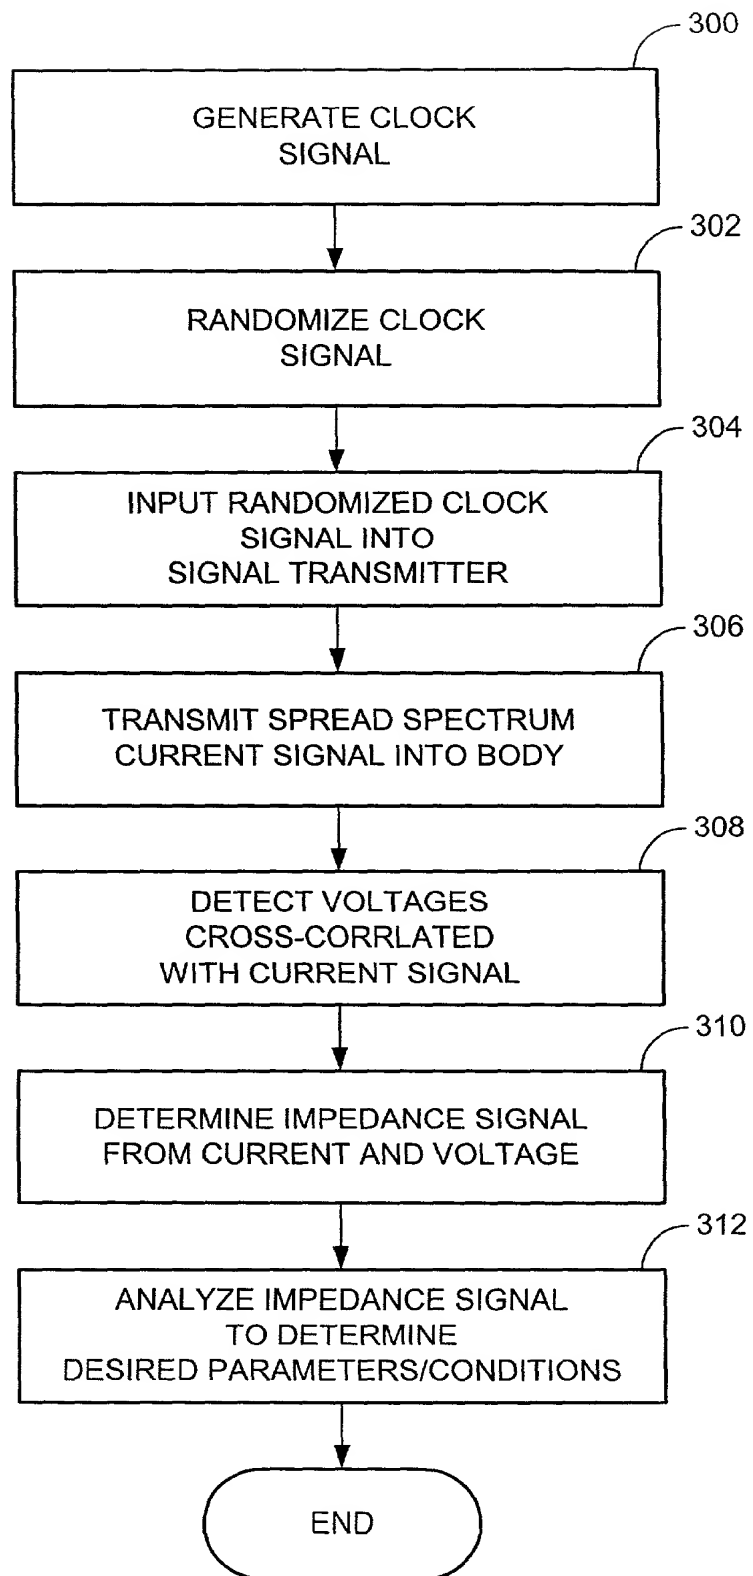 300
GENERATE CLOCK
SIGNAL
302
RANDOMIZE CLOCK
SIGNAL
304
INPUT RANDOMIZED CLOCK
SIGNAL INTO
SIGNAL TRANSMITTER
306
TRANSMIT SPREAD SPECTRUM
CURRENT SIGNAL INTO BODY
308
DETECT VOLTAGES
CROSS-CORRLATED
WITH CURRENT SIGNAL
310
DETERMINE IMPEDANCE SIGNAL
FROM CURRENT AND VOLTAGE
312
ANALYZE IMPEDANCE SIGNAL
TO DETERMINE
DESIRED PARAMETERS/CONDITIONS
END